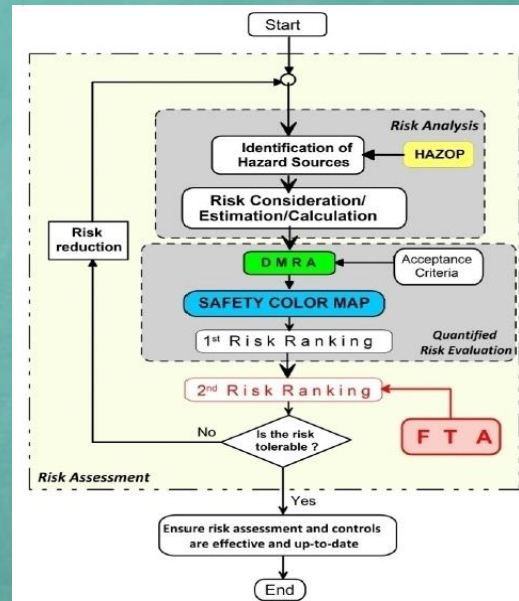 Start
Risk Analysis
Identification of
Hazard Sources
HAZOP
Risk Consideration/
Estimation/Calculation
Risk
reduction
D M R A
Acceptance
Criteria
SAFETY COLOR MAP
1st Risk Ranking
Quantified
Risk Evaluation
2nd Risk Ranking
F T A
No
Is the risk
tolerable ?
Risk Assessment
Yes
Ensure risk assessment and controls
are effective and up-to-date
End